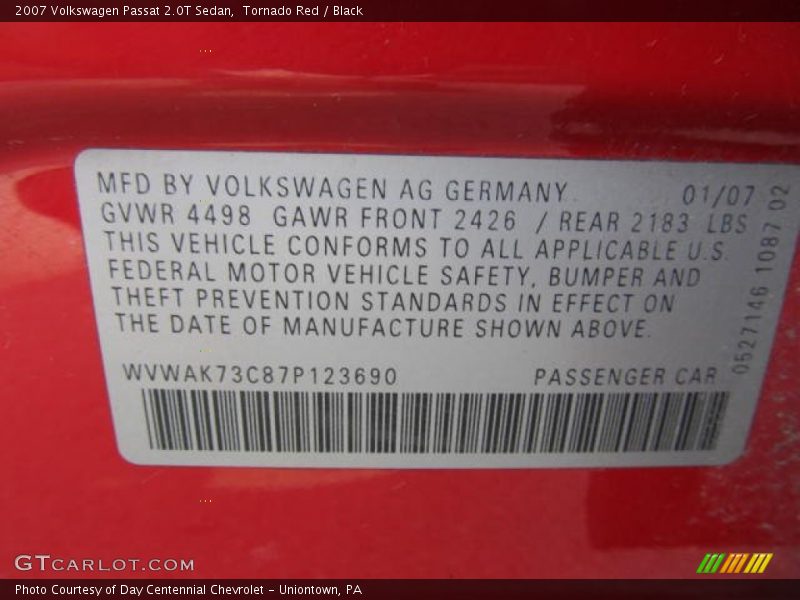 2007 Volkswagen Passat 2.0T Sedan,  Tornado Red / Black
MFD BY VOLKSWAGEN AG GERMANY 01/07
GVWR 4498 GAWR FRONT 2426 / REAR 2183 LBS
THIS VEHICLE CONFORMS TO ALL APPLICABLE U.S.
FEDERAL MOTOR VEHICLE SAFETY, BUMPER AND
THEFT PREVENTION STANDARDS IN EFFECT ON
THE DATE OF MANUFACTURE SHOWN ABOVE.
WVWAK73C87P123690 PASSENGER CAR
0527146 1087 02
GTCARLOT.COM
Photo Courtesy of Day Centennial Chevrolet - Uniontown, PA